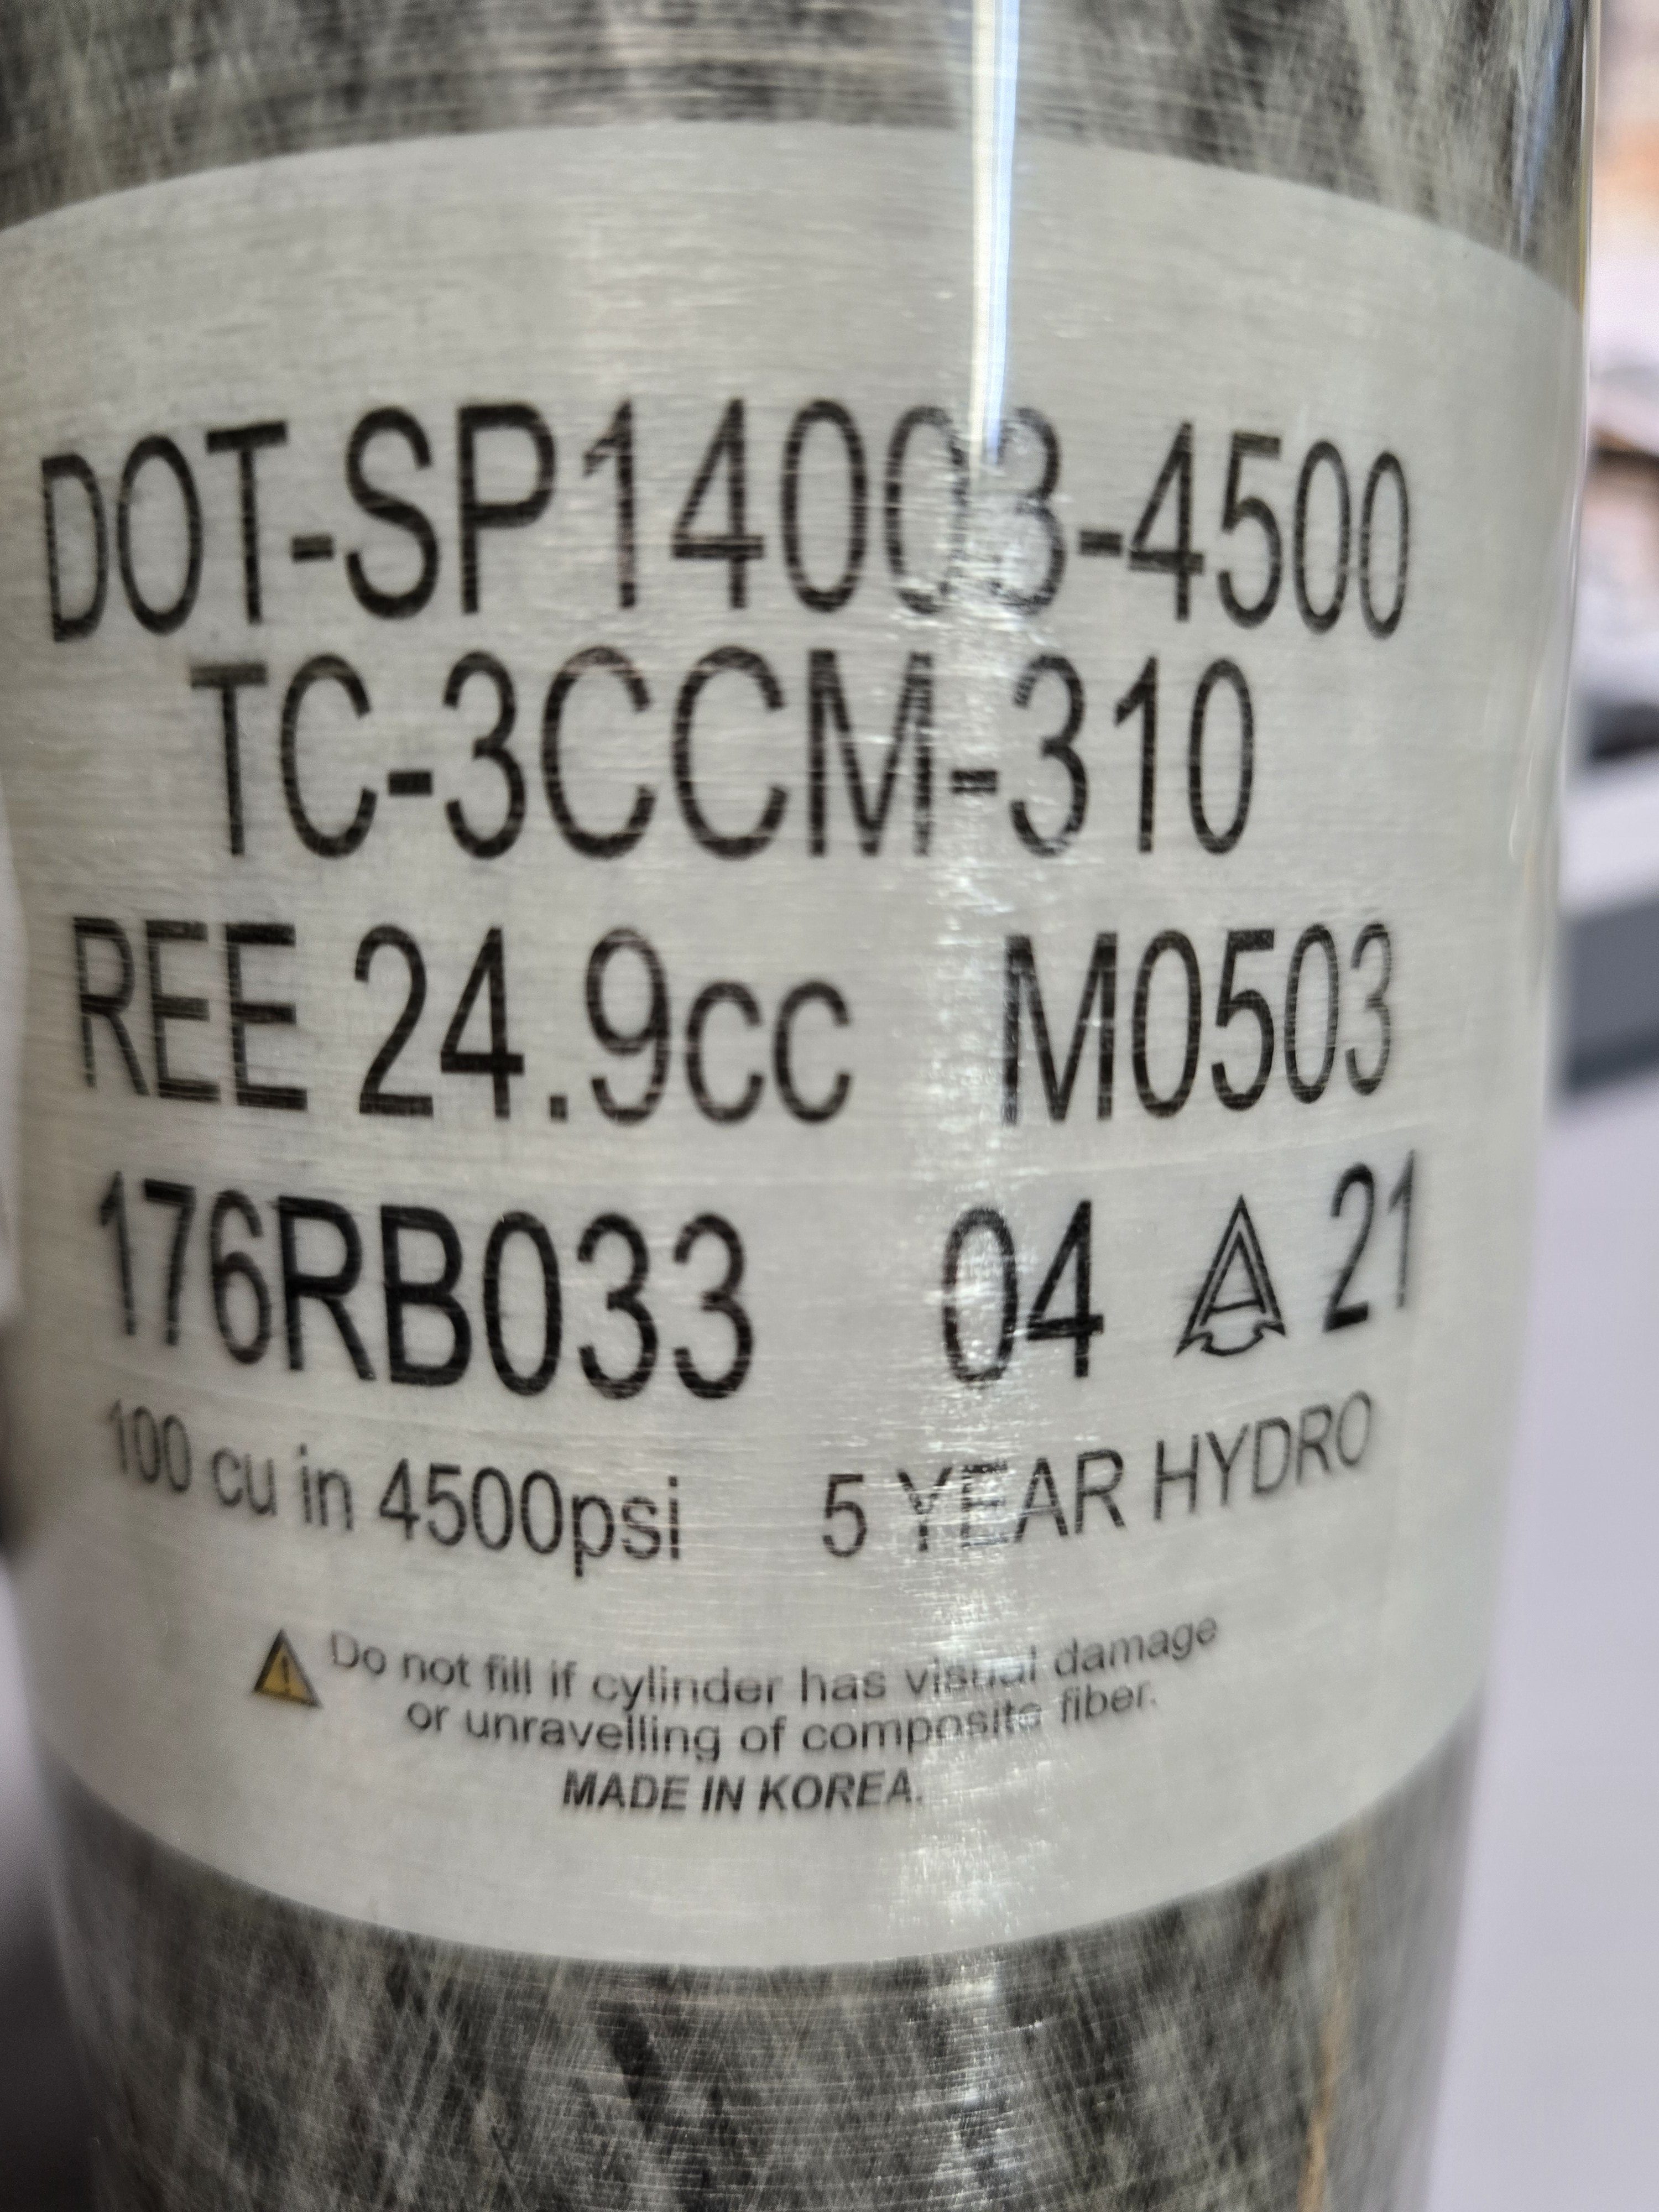 DOT-SP14003-4500
TC-3CCM-310
REE 24.9cc M0503
176RB033 04 A 21
100 cu in 4500psi 5 YEAR HYDRO
Do not fill if cylinder has visual damage
or unravelling of composite fiber.
MADE IN KOREA.